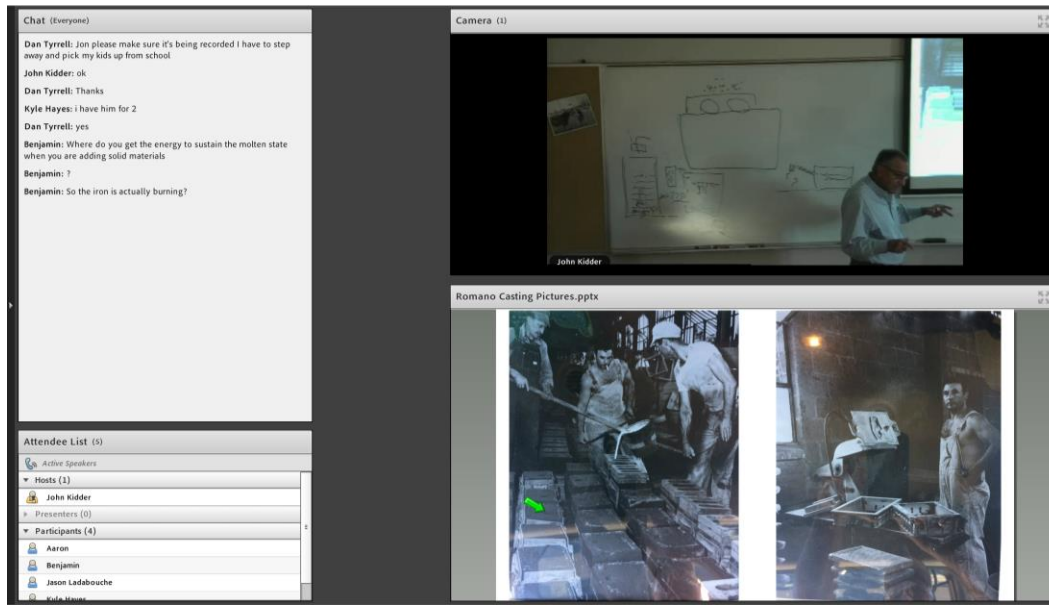 Chat (Everyone)
Dan Tyrrell: Jon please make sure it's being recorded I have to step
away and pick my kids up from school
John Kidder: ok
Dan Tyrrell: Thanks
Kyle Hayes: i have him for 2
Dan Tyrrell: yes
Benjamin: Where do you get the energy to sustain the molten state
when you are adding solid materials
Benjamin: ?
Benjamin: So the iron is actually burning?
Attendee List (5)
Active Speakers
Hosts (1)
John Kidder
Presenters (0)
Participants (4)
Aaron
Benjamin
Jason Ladabouche
Kyle Hayes
Camera (1)
John Kidder
Romano Casting Pictures.pptx